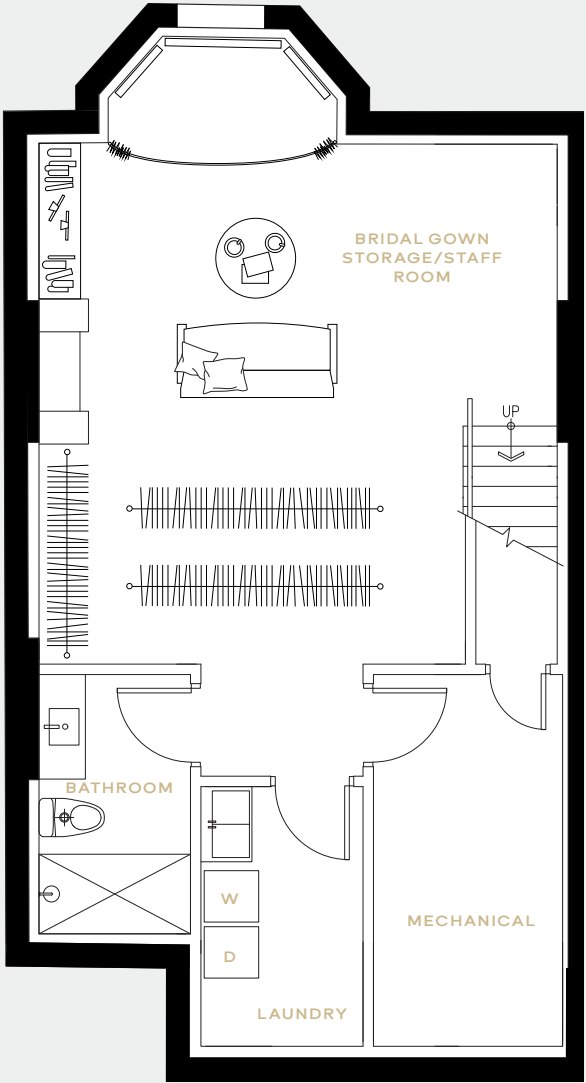 BRIDAL GOWN
STORAGE/STAFF
ROOM
UP
BATHROOM
W
D
MECHANICAL
LAUNDRY